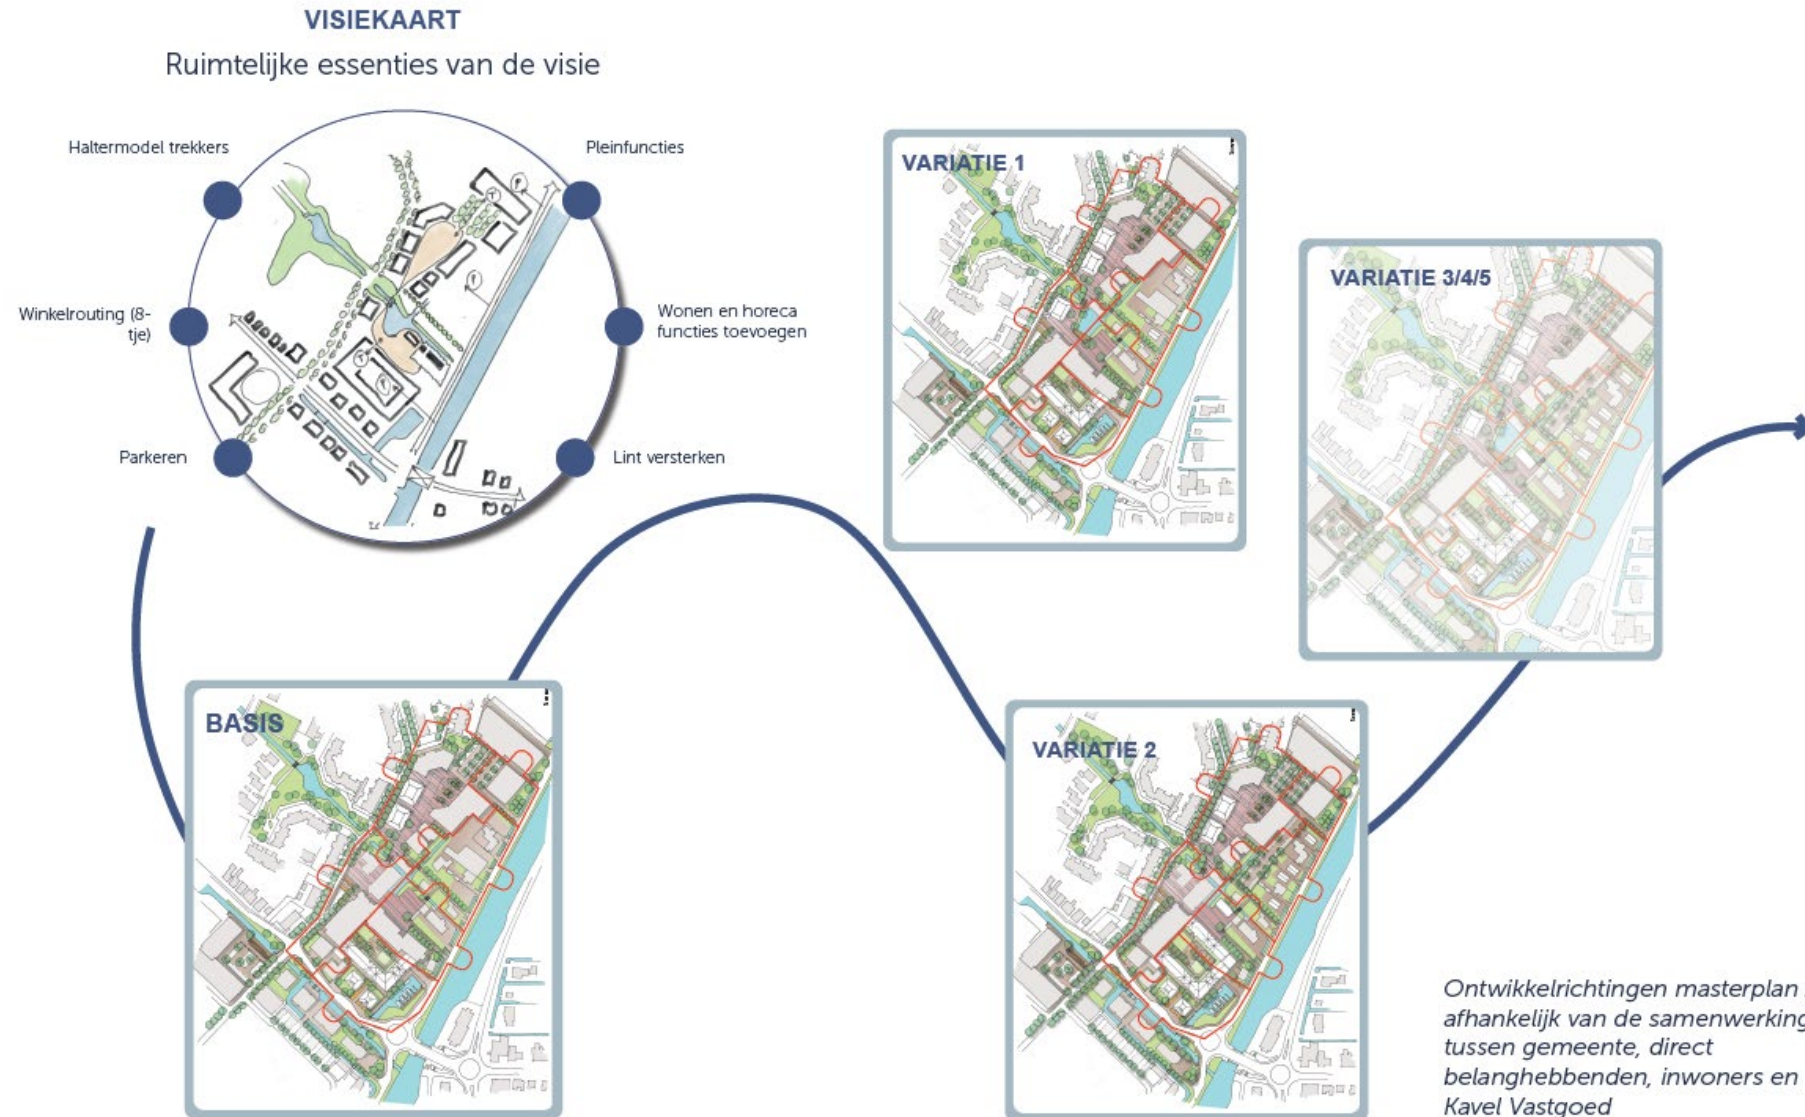 VISIEKAART
Ruimtelijke essenties van de visie
Haltermodel trekkers
Pleinfuncties
Winkelrouting (8-
tje)
Wonen en horeca
functies toevoegen
Parkeren
Lint versterken
VARIATIE 1
VARIATIE 3/4/5
BASIS
VARIATIE 2
Ontwikkelrichtingen masterplan
afhankelijk van de samenwerking
tussen gemeente, direct
belanghebbenden, inwoners en
Kavel Vastgoed